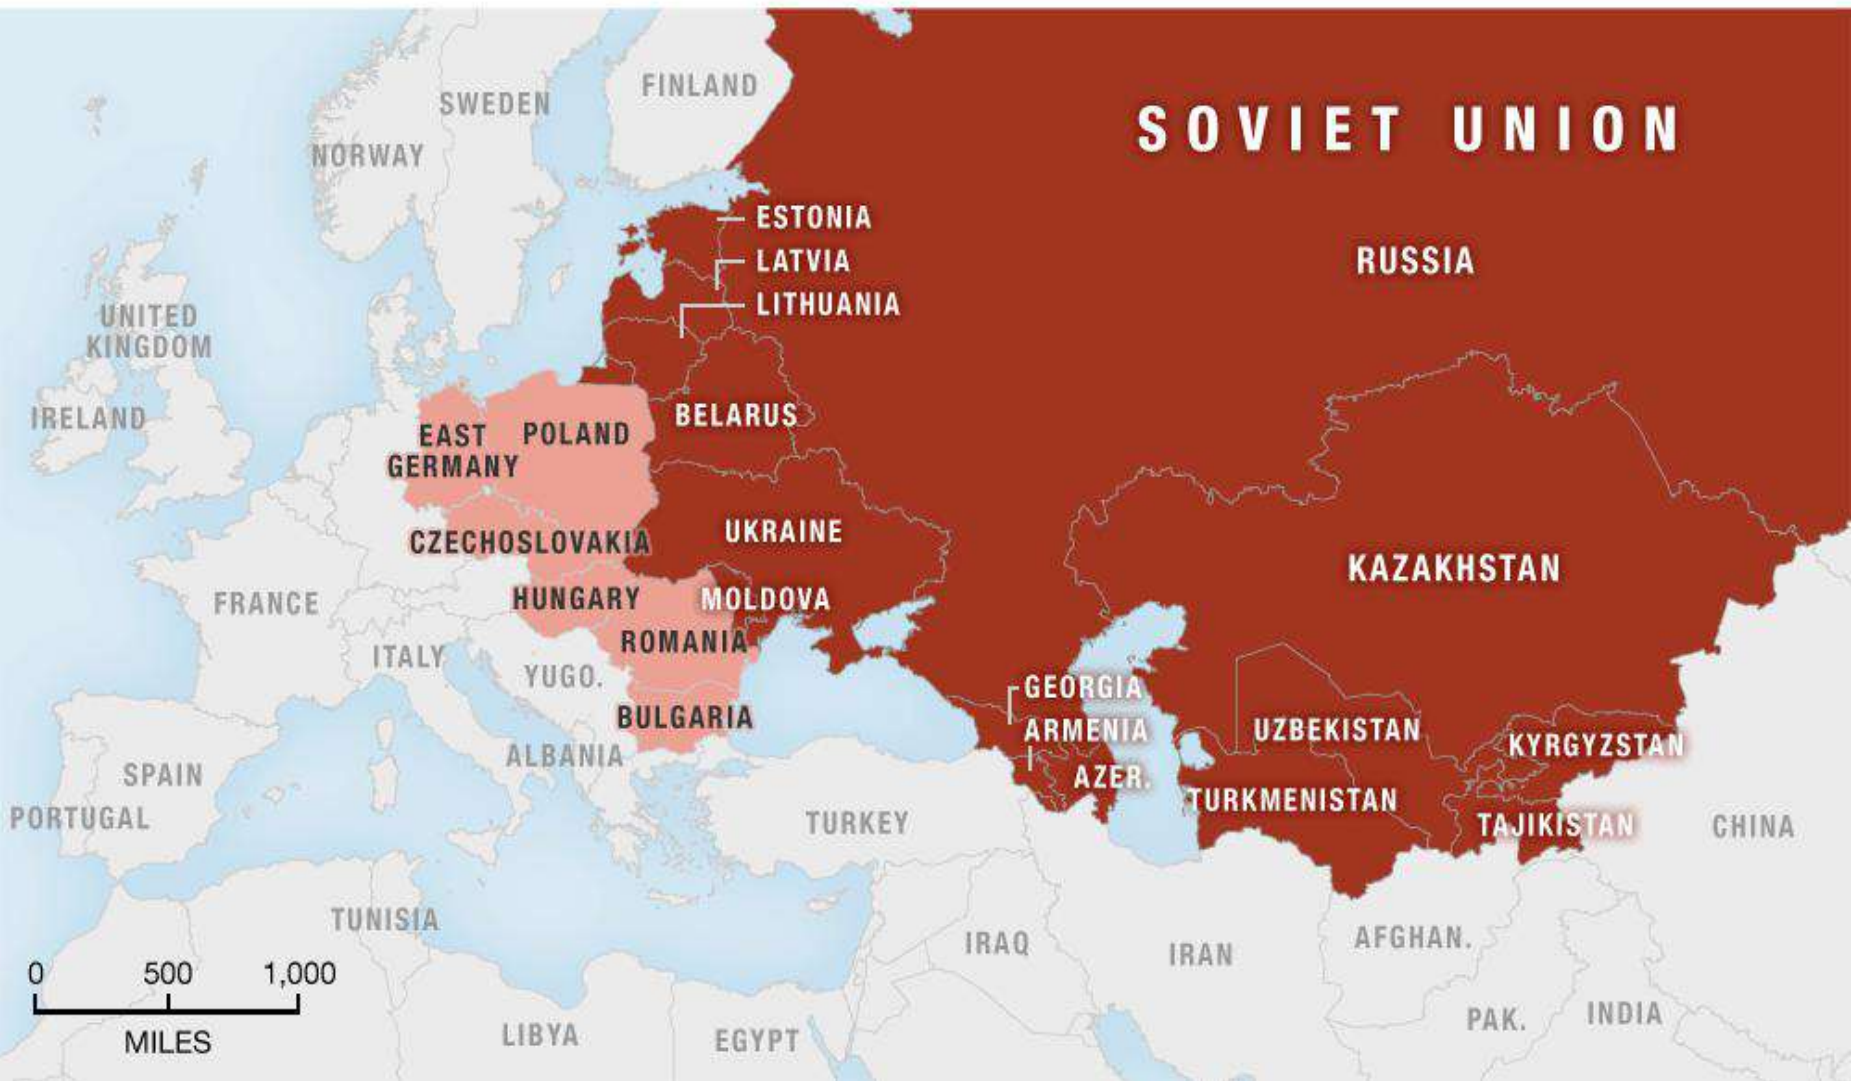 FINLAND
SWEDEN
SOVIET UNION
NORWAY
ESTONIA
LATVIA
RUSSIA
LITHUANIA
UNITED
KINGDOM
IRELAND
BELARUS
EAST
GERMANY
POLAND
UKRAINE
CZECHOSLOVAKIA
KAZAKHSTAN
FRANCE
HUNGARY
MOLDOVA
ROMANIA
ITALY
YUGO.
GEORGIA
BULGARIA
ARMENIA
UZBEKISTAN
KYRGYZSTAN
ALBANIA
SPAIN
AZER.
TURKMENISTAN
PORTUGAL
TURKEY
TAJIKISTAN
CHINA
TUNISIA
IRAQ
IRAN
AFGHAN.
0 500 1,000
MILES
LIBYA
EGYPT
PAK.
INDIA